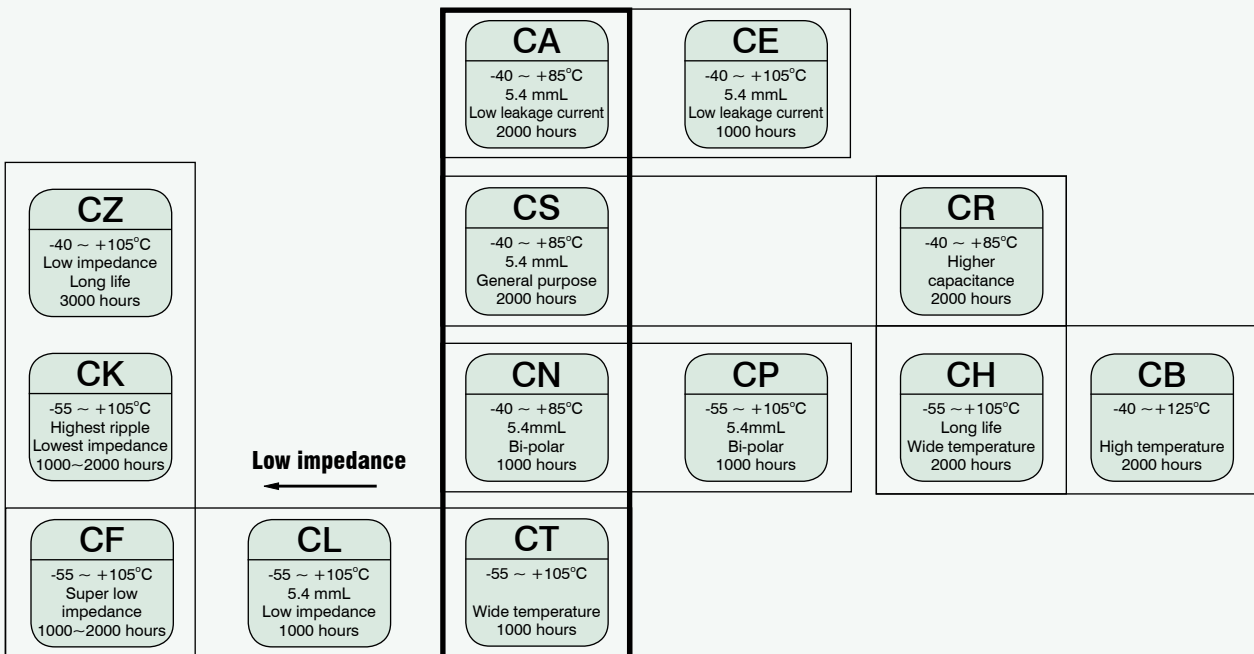 CA
-40 ~ +85°C
5.4 mmL
Low leakage current
2000 hours
CE
-40 ~ +105°C
5.4 mmL
Low leakage current
1000 hours
CZ
-40 ~ +105°C
Low impedance
Long life
3000 hours
CS
-40 ~ +85°C
5.4 mmL
General purpose
2000 hours
CR
-40 ~ +85°C
Higher
capacitance
2000 hours
CK
-55 ~ +105°C
Highest ripple
Lowest impedance
1000~2000 hours
Low impedance
CN
-40 ~ +85°C
5.4mmL
Bi-polar
1000 hours
CP
-55 ~ +105°C
5.4mmL
Bi-polar
1000 hours
CH
-55 ~ +105°C
Long life
Wide temperature
2000 hours
CB
-40 ~ +125°C
High temperature
2000 hours
CF
-55 ~ +105°C
Super low
impedance
1000~2000 hours
CL
-55 ~ +105°C
5.4 mmL
Low impedance
1000 hours
CT
-55 ~ +105°C
Wide temperature
1000 hours